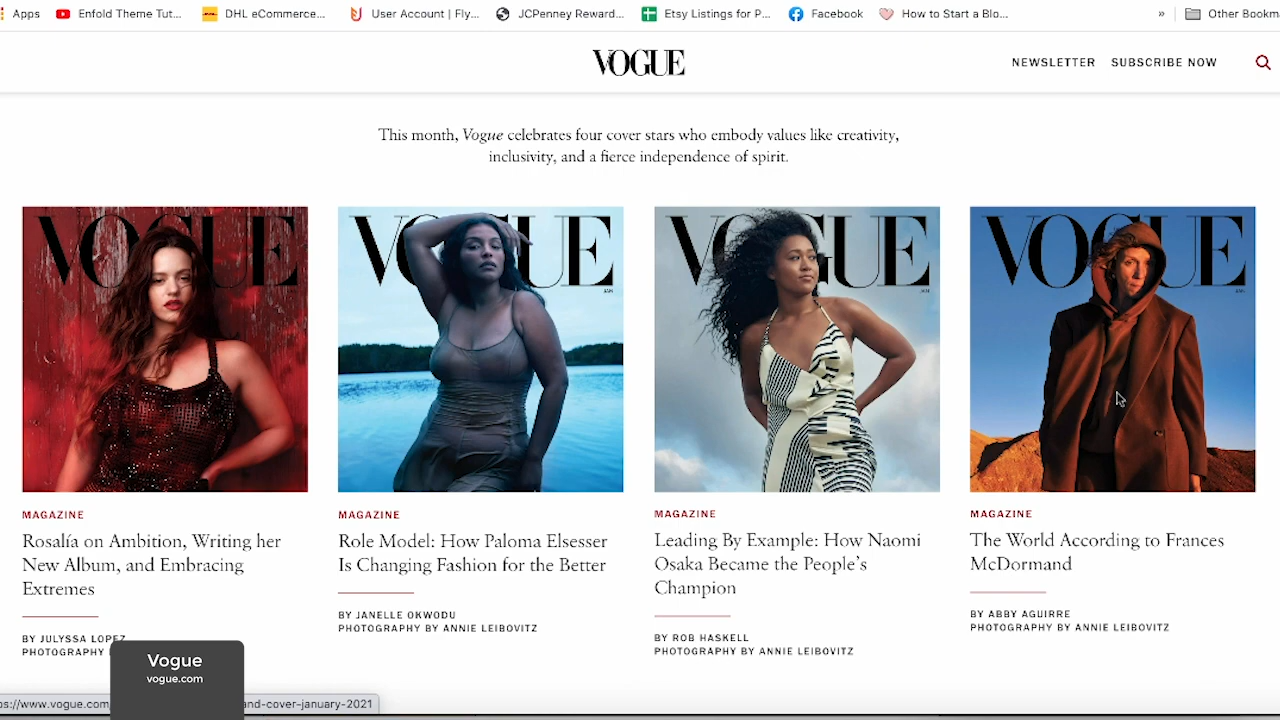 Apps
Enfold Theme Tut...
DHL eCommerce...
User Account | Fly...
JCPenney Reward...
Etsy Listings for P...
Facebook
How to Start a Blo...
»
Other Bookm
VOGUE
NEWSLETTER
SUBSCRIBE NOW
This month, Vogue celebrates four cover stars who embody values like creativity,
inclusivity, and a fierce independence of spirit.
VOGUE
VOGUE
JAN
VOGUE
JAN
VOGUE
JAN
MAGAZINE
Rosalía on Ambition, Writing her
New Album, and Embracing
Extremes
BY JULYSSA LOPEZ
PHOTOGRAPHY
MAGAZINE
Role Model: How Paloma Elsesser
Is Changing Fashion for the Better
BY JANELLE OKWODU
PHOTOGRAPHY BY ANNIE LEIBOVITZ
MAGAZINE
Leading By Example: How Naomi
Osaka Became the People's
Champion
BY ROB HASKELL
PHOTOGRAPHY BY ANNIE LEIBOVITZ
MAGAZINE
The World According to Frances
McDormand
BY ABBY AGUIRRE
PHOTOGRAPHY BY ANNIE LEIBOVITZ
Vogue
vogue.com
ps://www.vogue.com
and-cover-january-2021